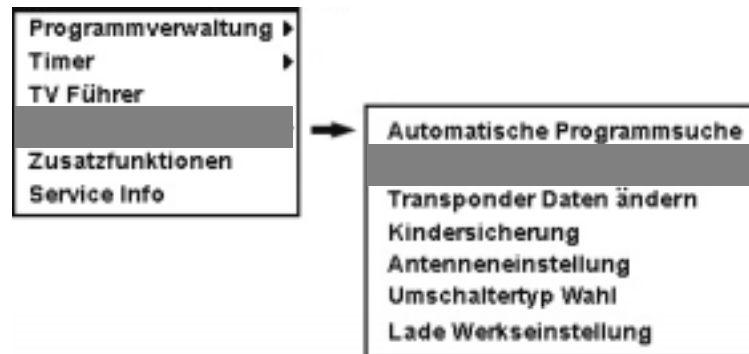 Programmverwaltung
Timer
TV Führer
Zusatzfunktionen
Service Info
Automatische Programmsuche
Transponder Daten ändern
Kindersicherung
Antenneneinstellung
Umschaltertyp Wahl
Lade Werkseinstellung